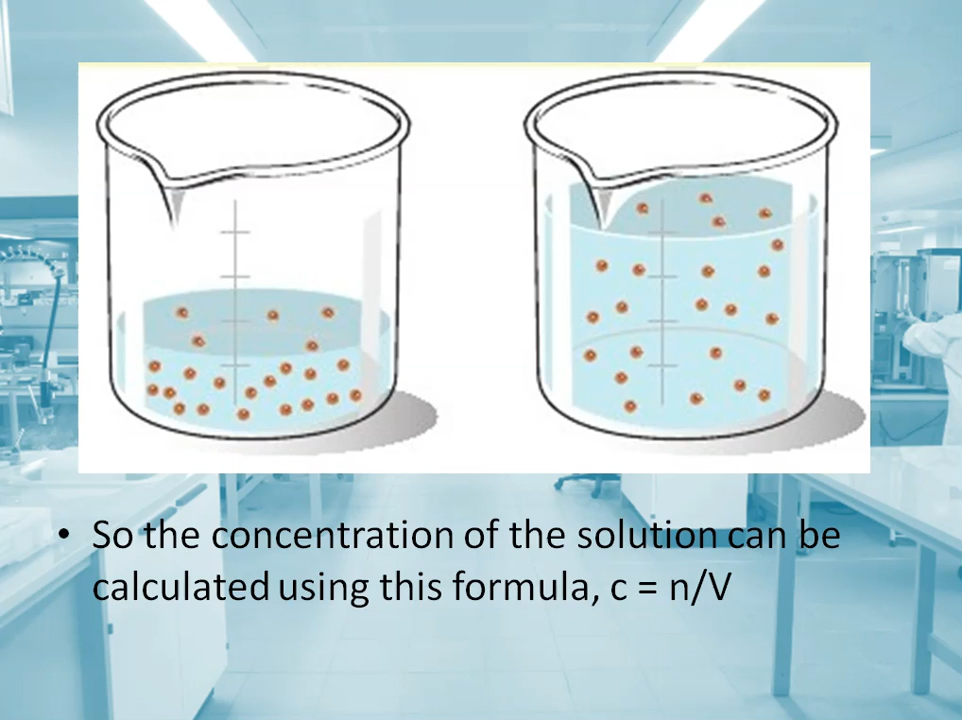 • So the concentration of the solution can be
calculated using this formula, c = n/V